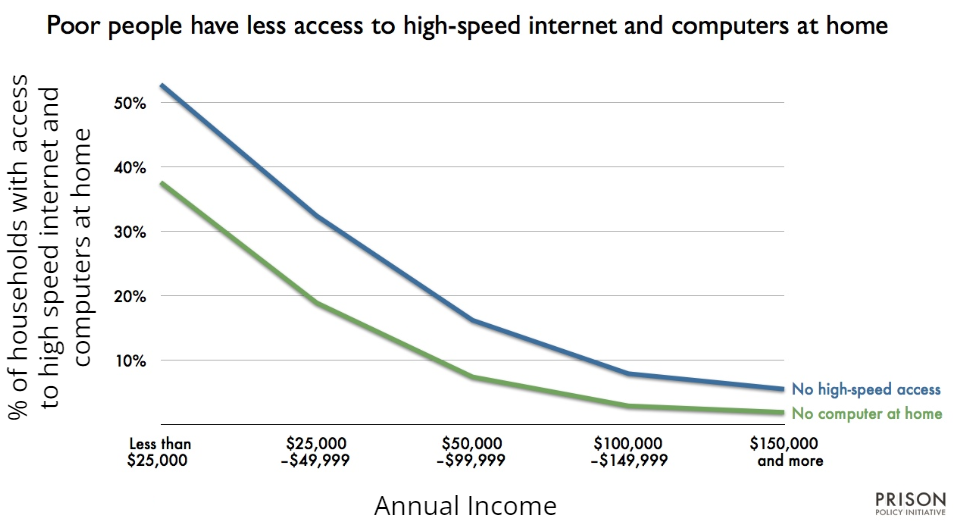 Poor people have less access to high-speed internet and computers at home
% of households with access
to high speed internet and
computers at home
50%
40%
30%
20%
10%
No high-speed access
No computer at home
Less than
$25,000
$25,000
–$49,999
$50,000
–$99,999
$100,000
–$149,999
$150,000
and more
Annual Income
PRISON
POLICY INITIATIVE